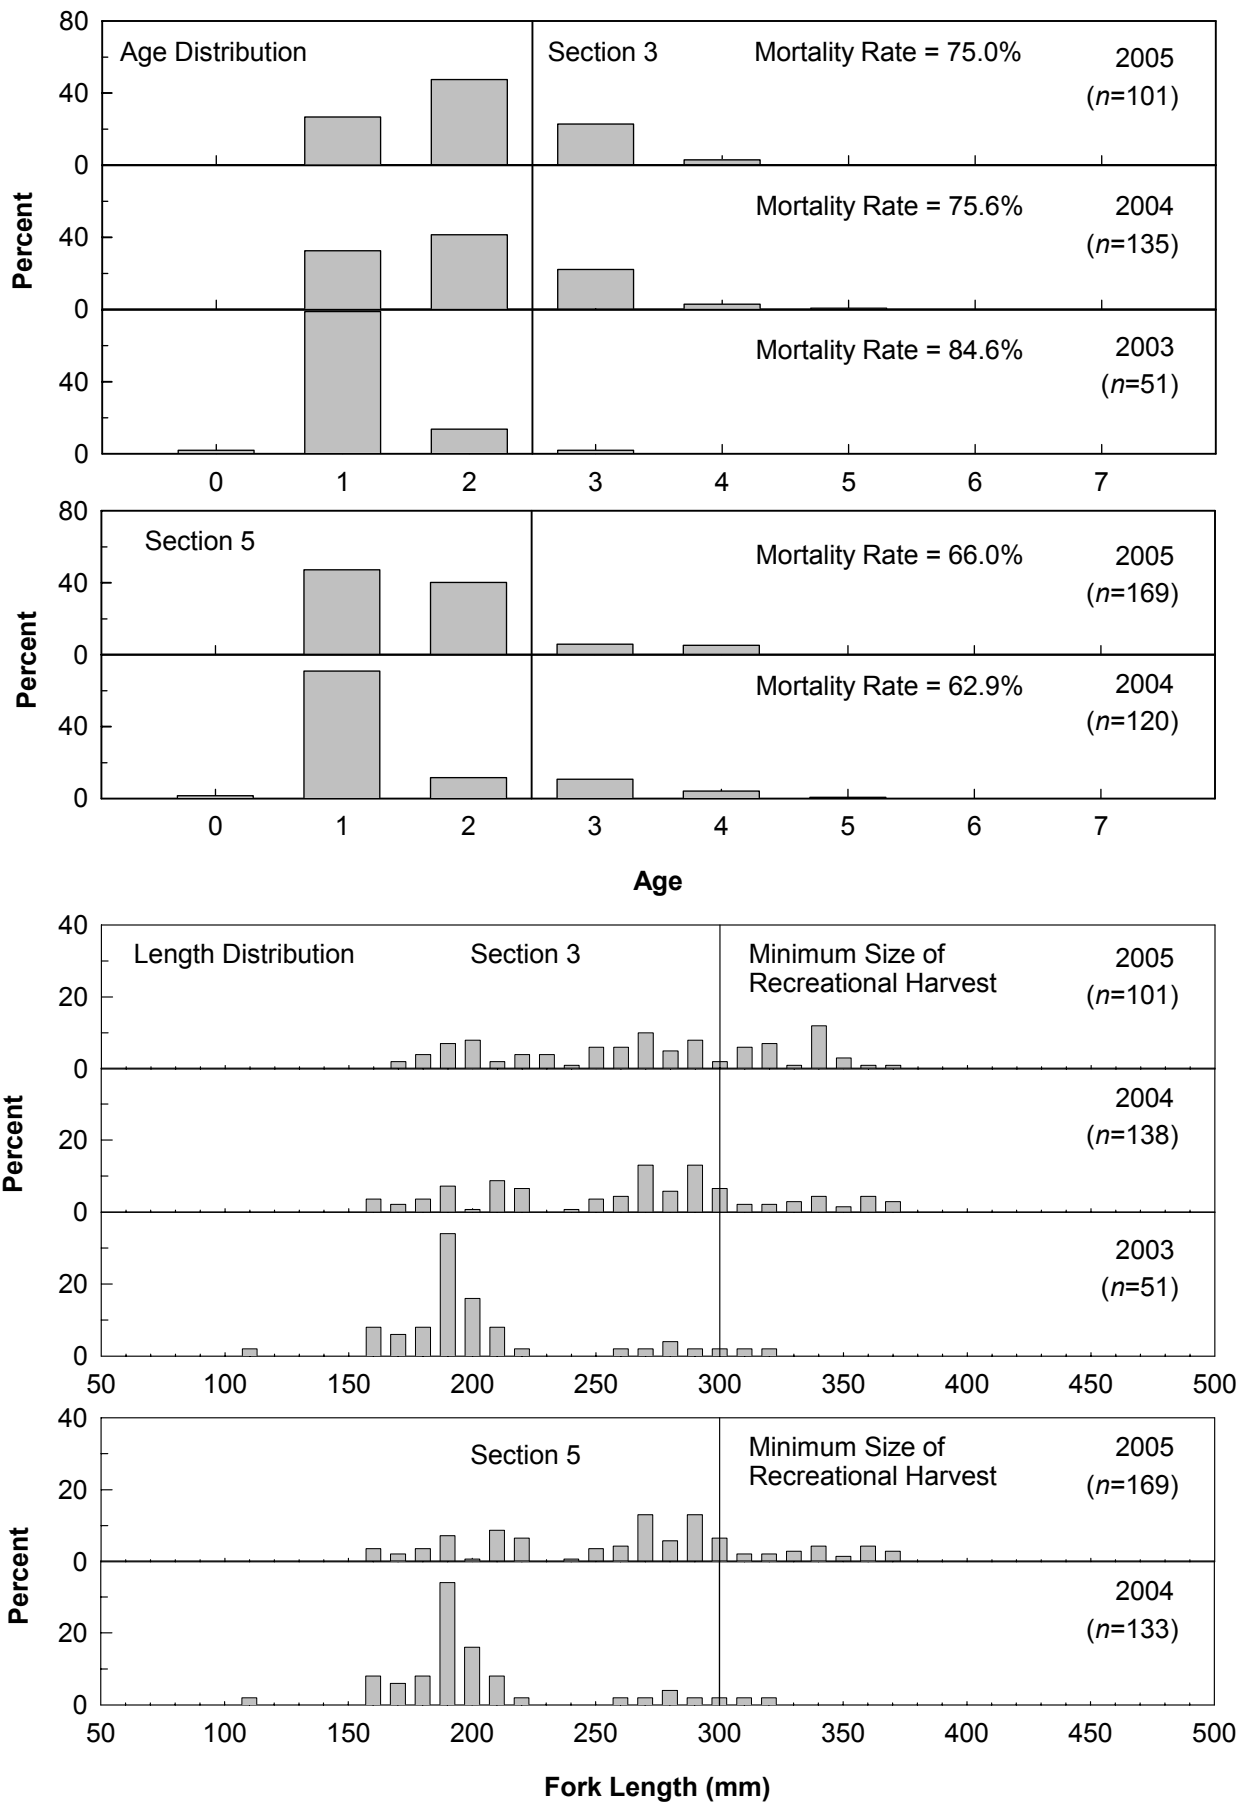 80
Age Distribution
Section 3
Mortality Rate = 75.0%
2005
(n=101)
40
0
Mortality Rate = 75.6%
2004
(n=135)
40
0
Percent
Mortality Rate = 84.6%
2003
(n=51)
40
0
0 1 2 3 4 5 6 7
80
Section 5
Mortality Rate = 66.0%
2005
(n=169)
40
0
Percent
Mortality Rate = 62.9%
2004
(n=120)
40
0
0 1 2 3 4 5 6 7
Age
40
Length Distribution
Section 3
Minimum Size of
Recreational Harvest
2005
(n=101)
20
0
2004
(n=138)
20
0
Percent
2003
(n=51)
20
0
50 100 150 200 250 300 350 400 450 500
40
Section 5
Minimum Size of
Recreational Harvest
2005
(n=169)
20
0
Percent
2004
(n=133)
20
0
50 100 150 200 250 300 350 400 450 500
Fork Length (mm)